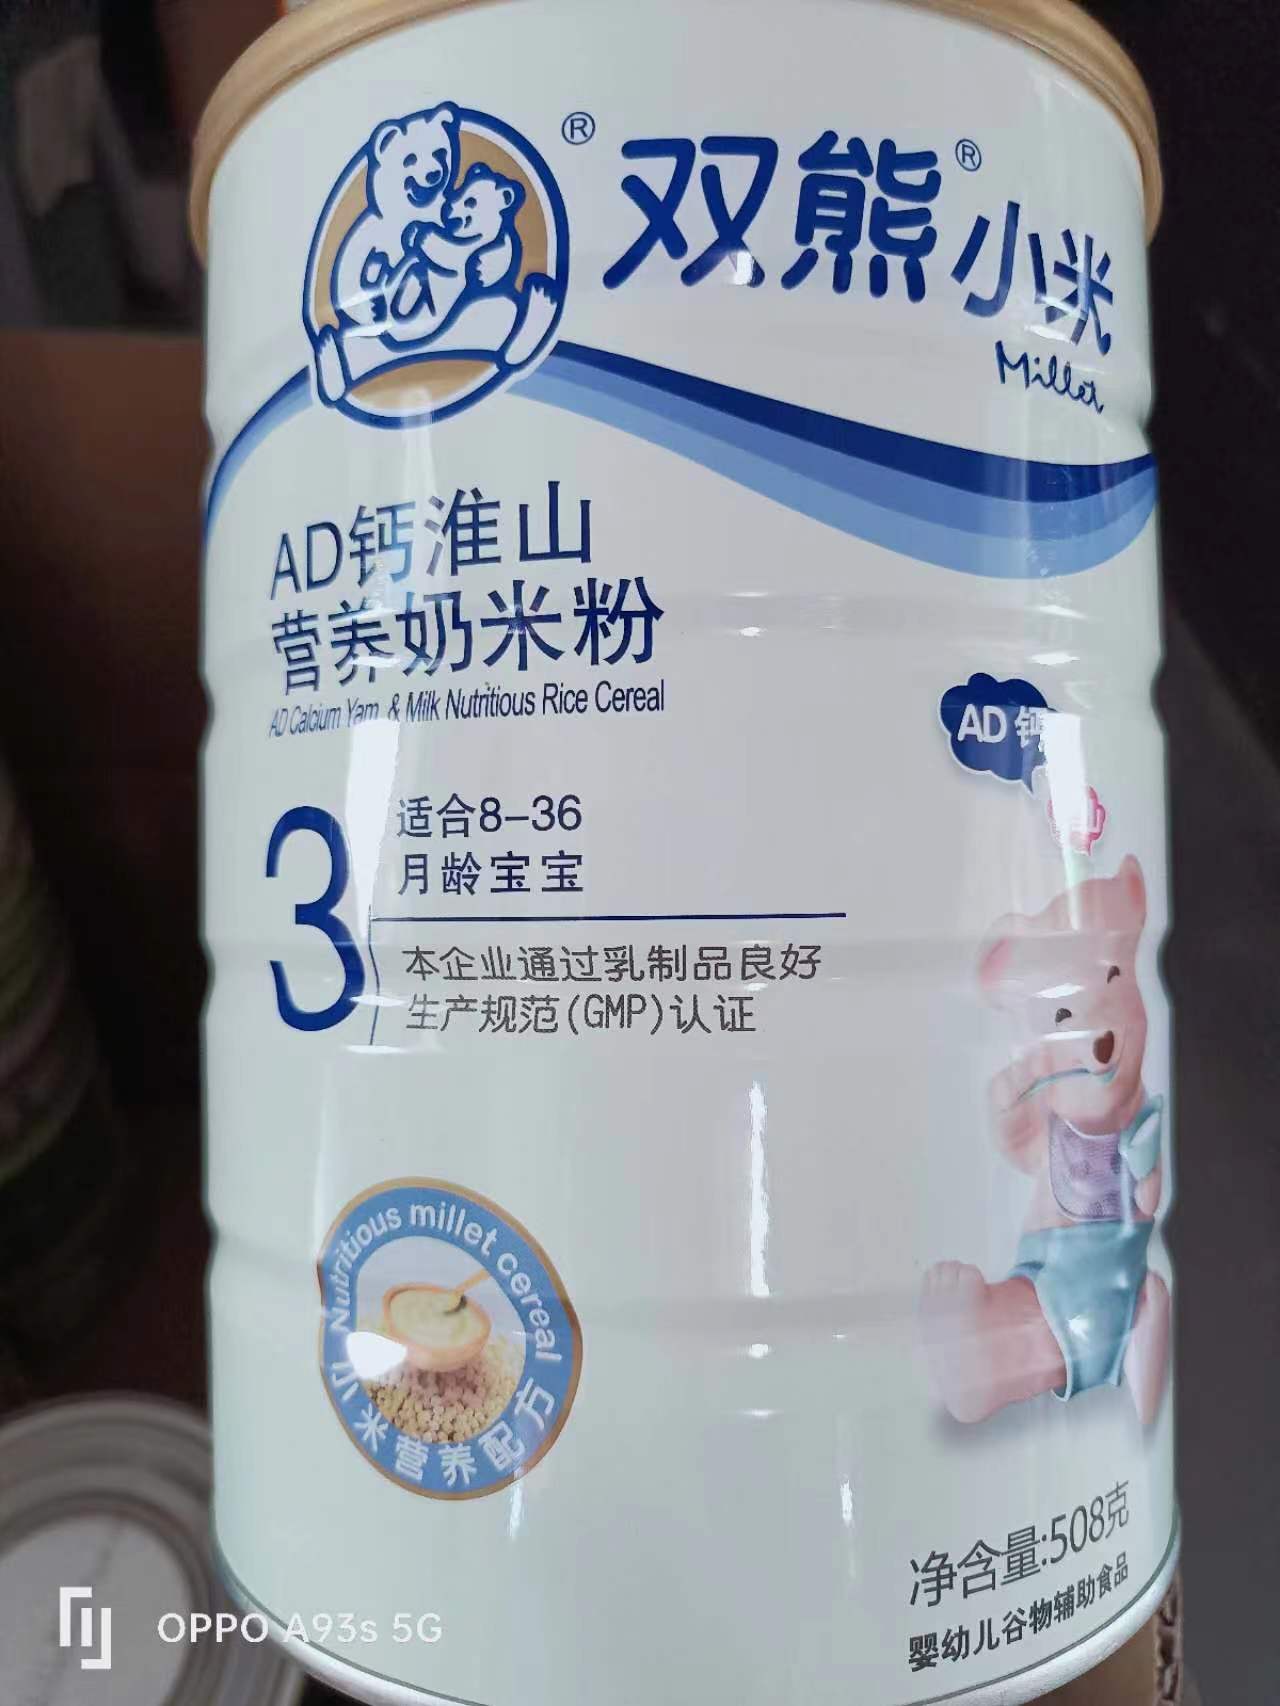 ®
双熊®
小米
Millet
AD钙淮山
营养奶米粉
AD Calcium Yam & Milk Nutritious Rice Cereal
3
适合8-36
月龄宝宝
本企业通过乳制品良好
生产规范(GMP)认证
AD 钙
山
Nutritious millet cereal
小米营养配方
净含量:508克
婴幼儿谷物辅助食品
OPPO A93s 5G